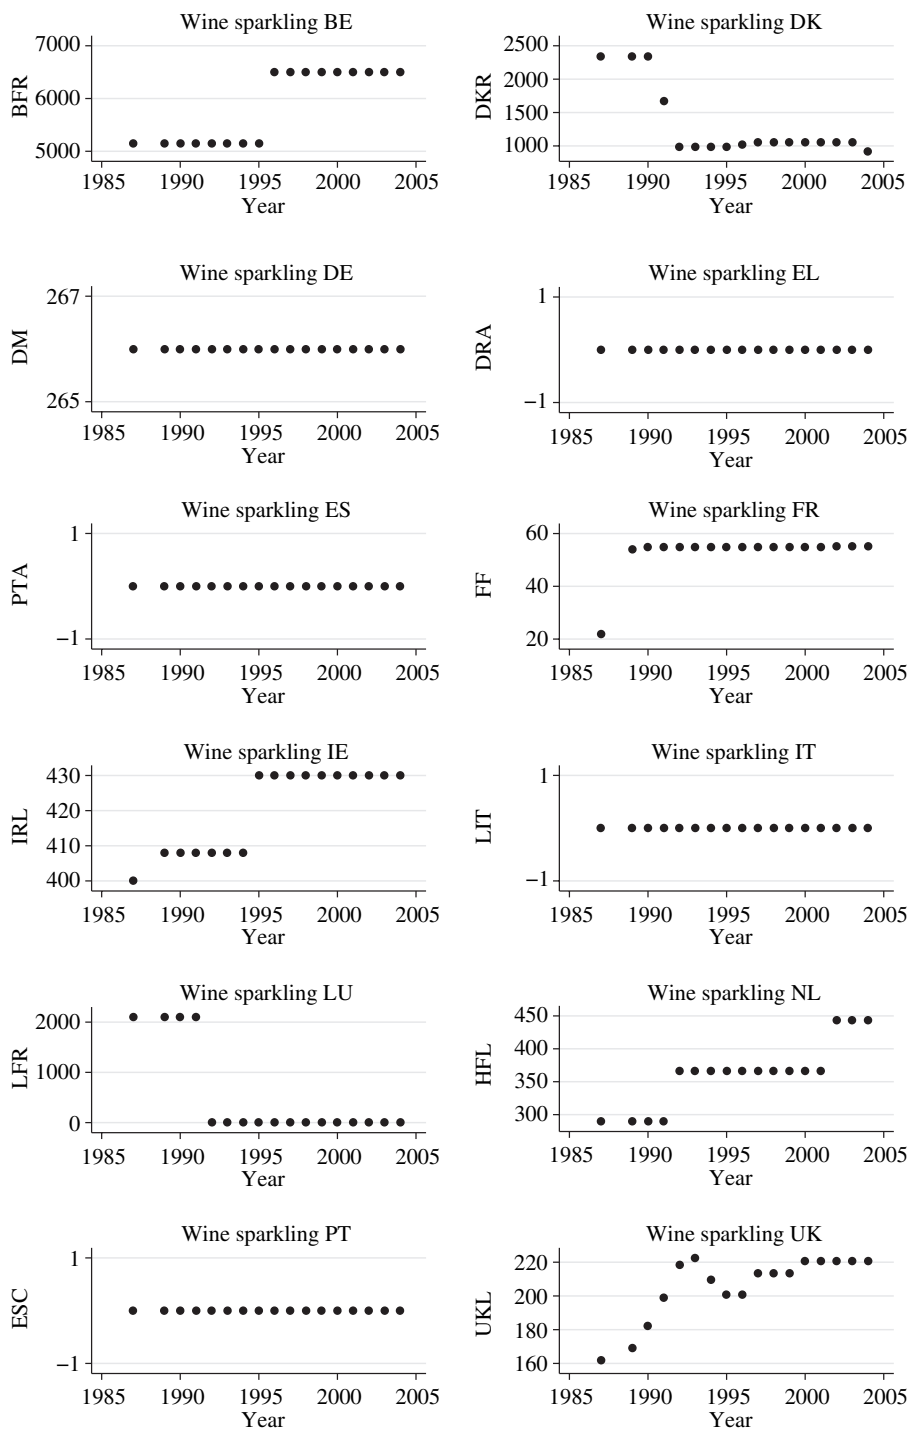 Wine sparkling BE
BFR
7000
6000
5000
1985 1990 1995 2000 2005
Year
Wine sparkling DK
DKR
2500
2000
1500
1000
1985 1990 1995 2000 2005
Year
Wine sparkling DE
DM
267
265
1985 1990 1995 2000 2005
Year
Wine sparkling EL
DRA
1
−1
1985 1990 1995 2000 2005
Year
Wine sparkling ES
PTA
1
−1
1985 1990 1995 2000 2005
Year
Wine sparkling FR
FF
60
40
20
1985 1990 1995 2000 2005
Year
Wine sparkling IE
IRL
430
420
410
400
1985 1990 1995 2000 2005
Year
Wine sparkling IT
LIT
1
−1
1985 1990 1995 2000 2005
Year
Wine sparkling LU
LFR
2000
1000
0
1985 1990 1995 2000 2005
Year
Wine sparkling NL
HFL
450
400
350
300
1985 1990 1995 2000 2005
Year
Wine sparkling PT
ESC
1
−1
1985 1990 1995 2000 2005
Year
Wine sparkling UK
UKL
220
200
180
160
1985 1990 1995 2000 2005
Year